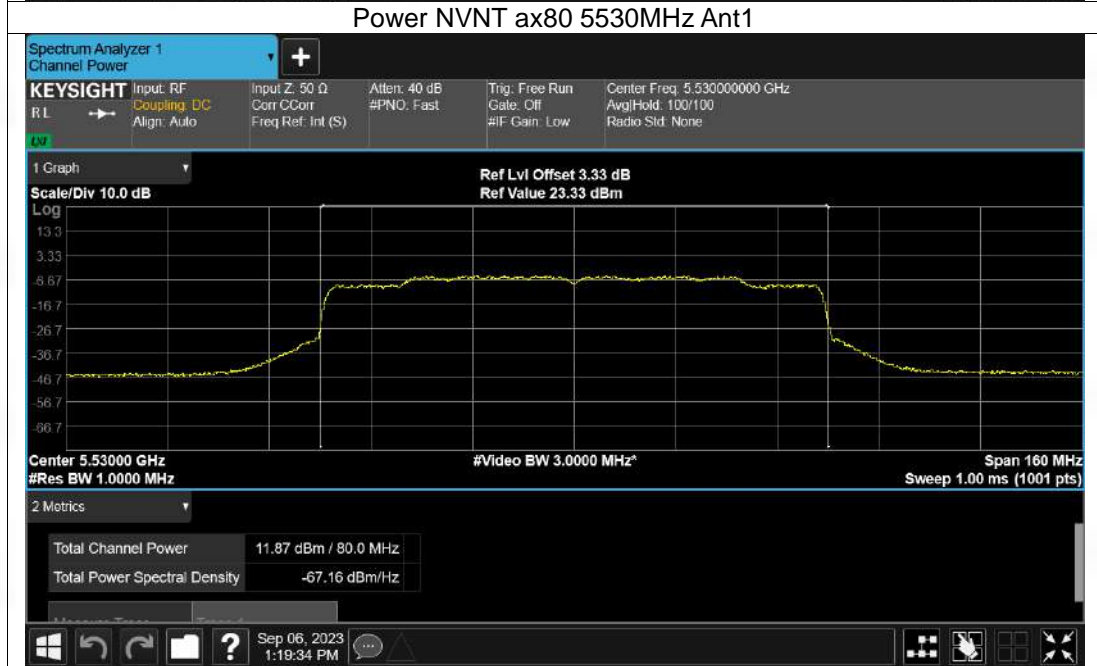 Power NVNT ax80 5530MHz Ant1
Spectrum Analyzer 1
Channel Power
KEYSIGHT
Input: RF
Coupling: DC
Align: Auto
R L
Input Z: 50 Ω
Corr CCorr
Freq Ref: Int (S)
Atten: 40 dB
#PNO: Fast
Trig: Free Run
Gate: Off
#IF Gain: Low
Center Freq: 5.530000000 GHz
Avg|Hold: 100/100
Radio Std: None
1 Graph
Scale/Div 10.0 dB
Ref Lvl Offset 3.33 dB
Ref Value 23.33 dBm
Log
13.3
3.33
-6.67
-16.7
-26.7
-36.7
-46.7
-56.7
-66.7
Center 5.53000 GHz
#Res BW 1.0000 MHz
#Video BW 3.0000 MHz*
Span 160 MHz
Sweep 1.00 ms (1001 pts)
2 Metrics
Total Channel Power 11.87 dBm / 80.0 MHz
Total Power Spectral Density -67.16 dBm/Hz
?
Sep 06, 2023
1:19:34 PM